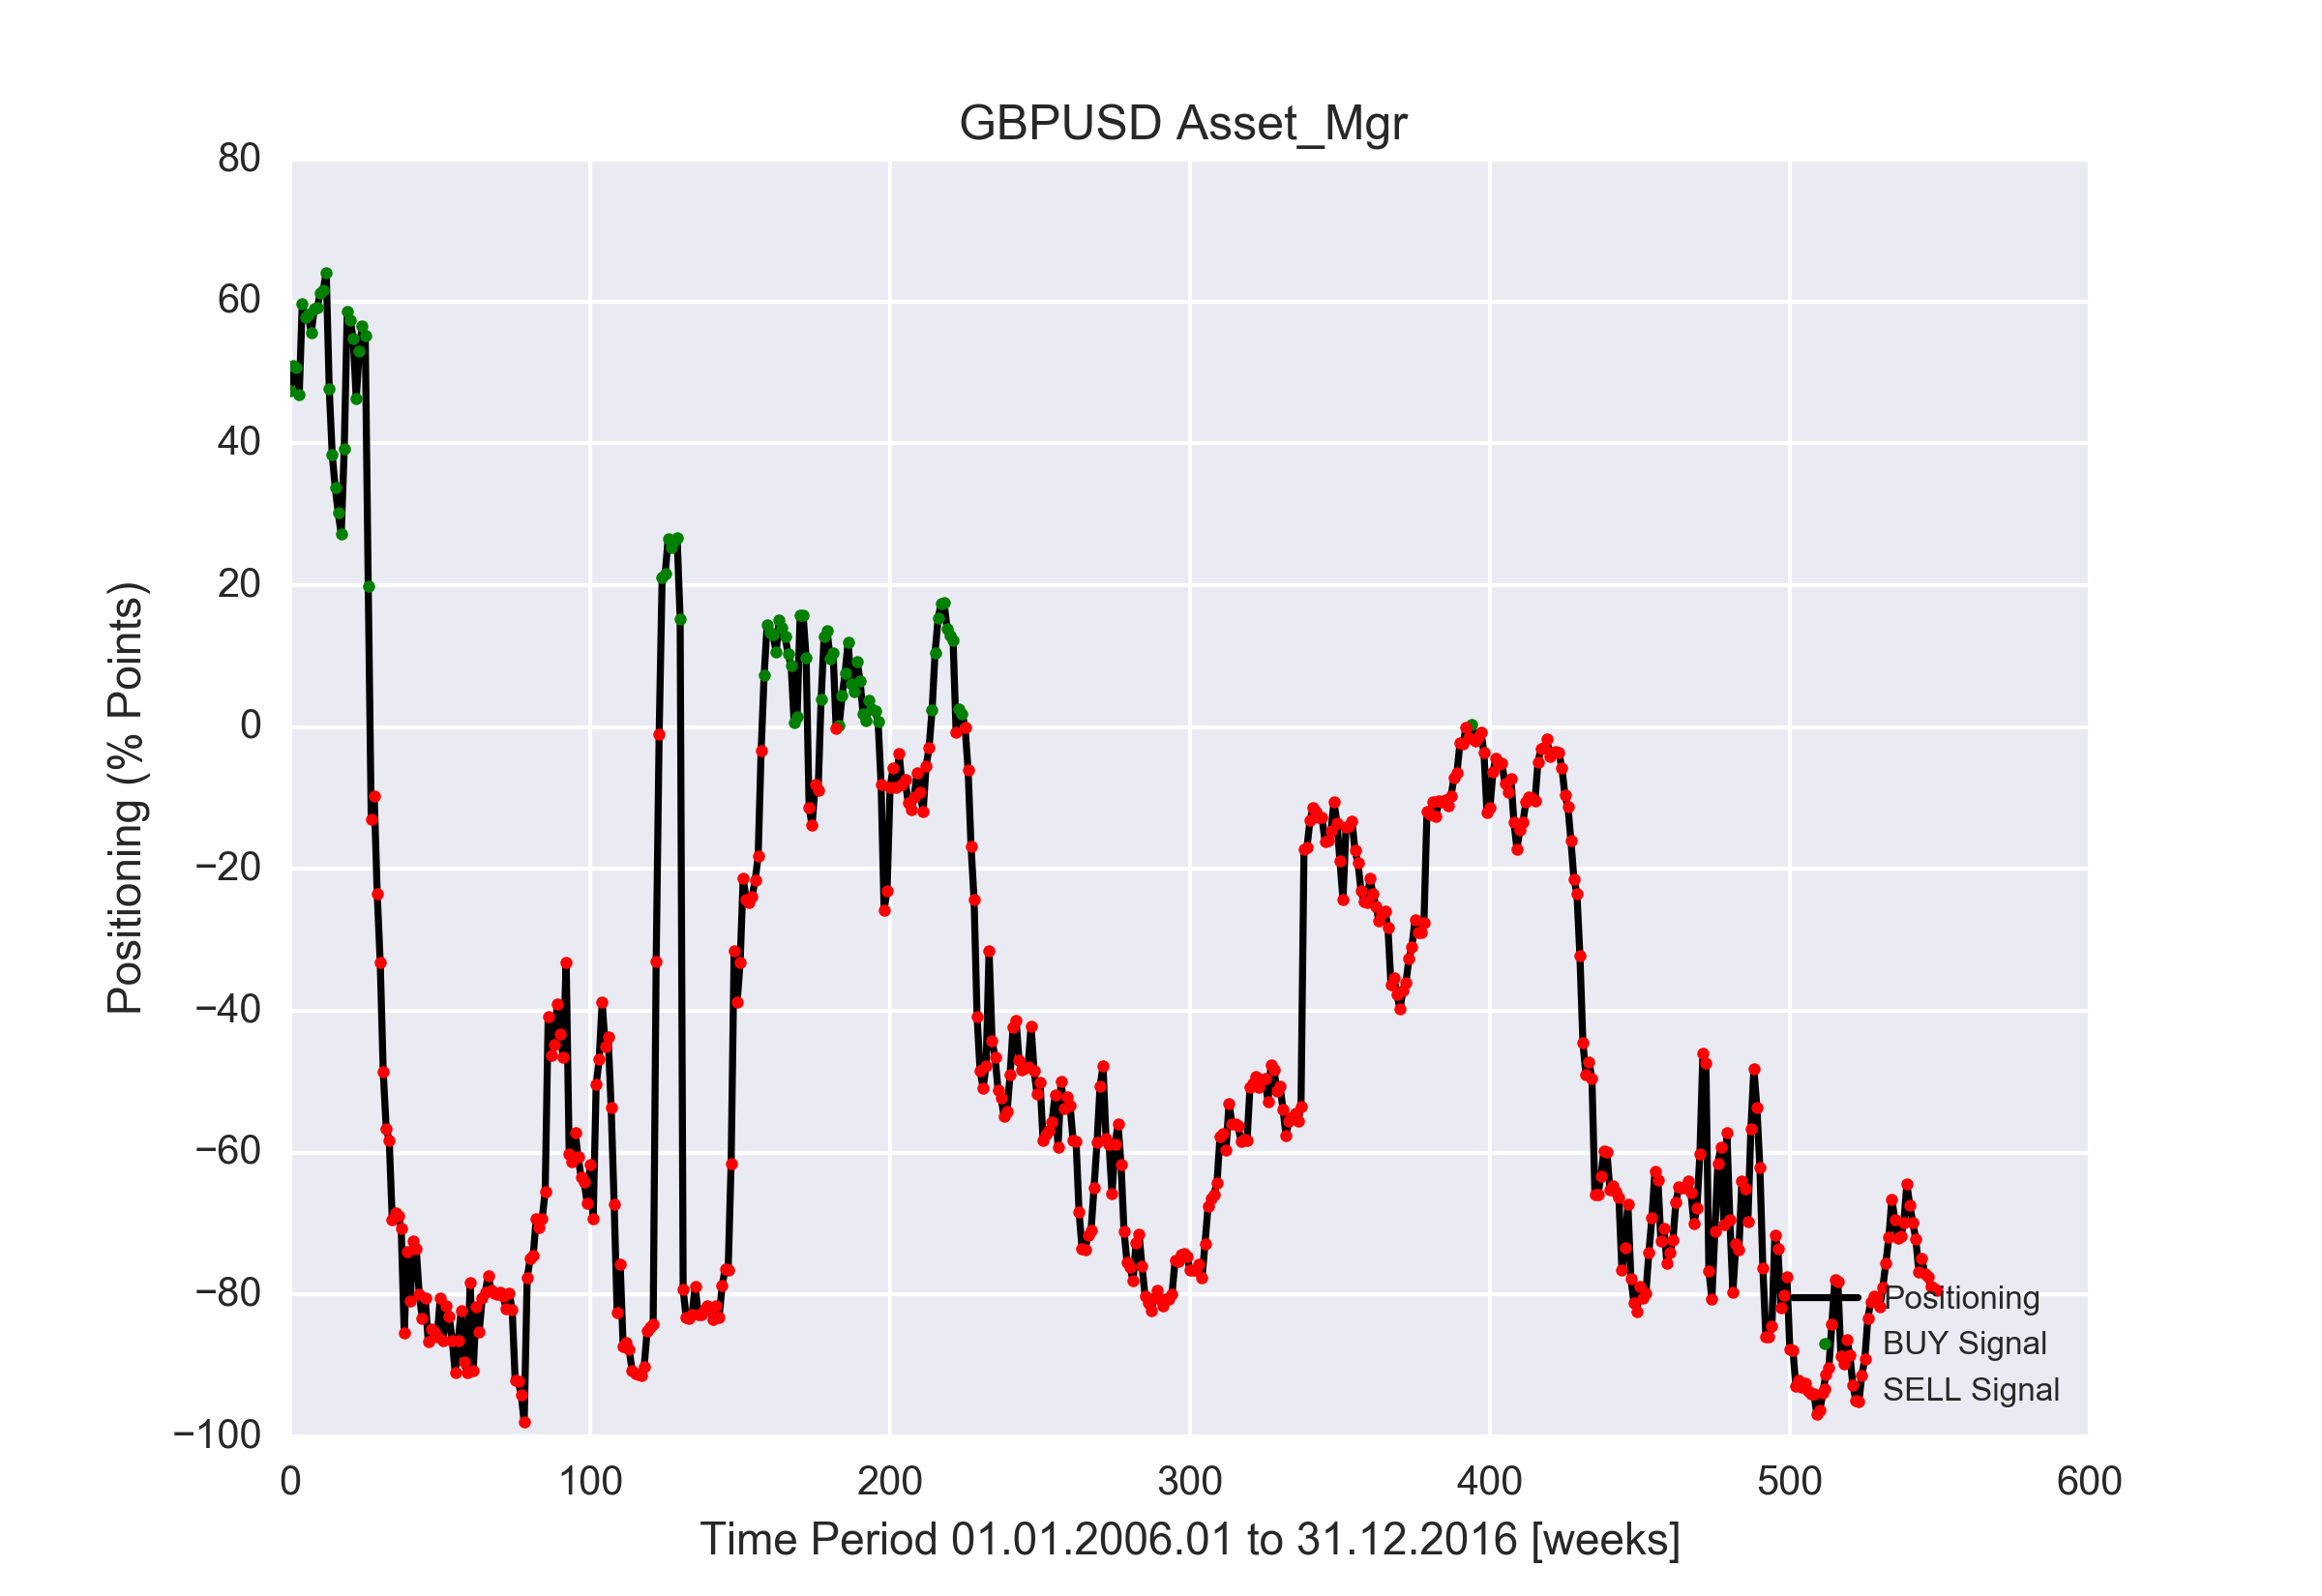 GBPUSD Asset_Mgr
80
60
40
20
0
−20
−40
−60
−80
−100
Positioning (% Points)
Positioning
BUY Signal
SELL Signal
0 100 200 300 400 500 600
Time Period 01.01.2006.01 to 31.12.2016 [weeks]